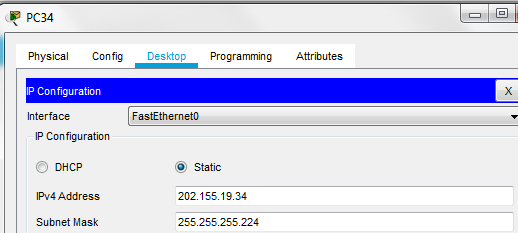 PC34
Physical Config Desktop Programming Attributes
IP Configuration X
Interface FastEthernet0
IP Configuration
DHCP Static
IPv4 Address 202.155.19.34
Subnet Mask 255.255.255.224